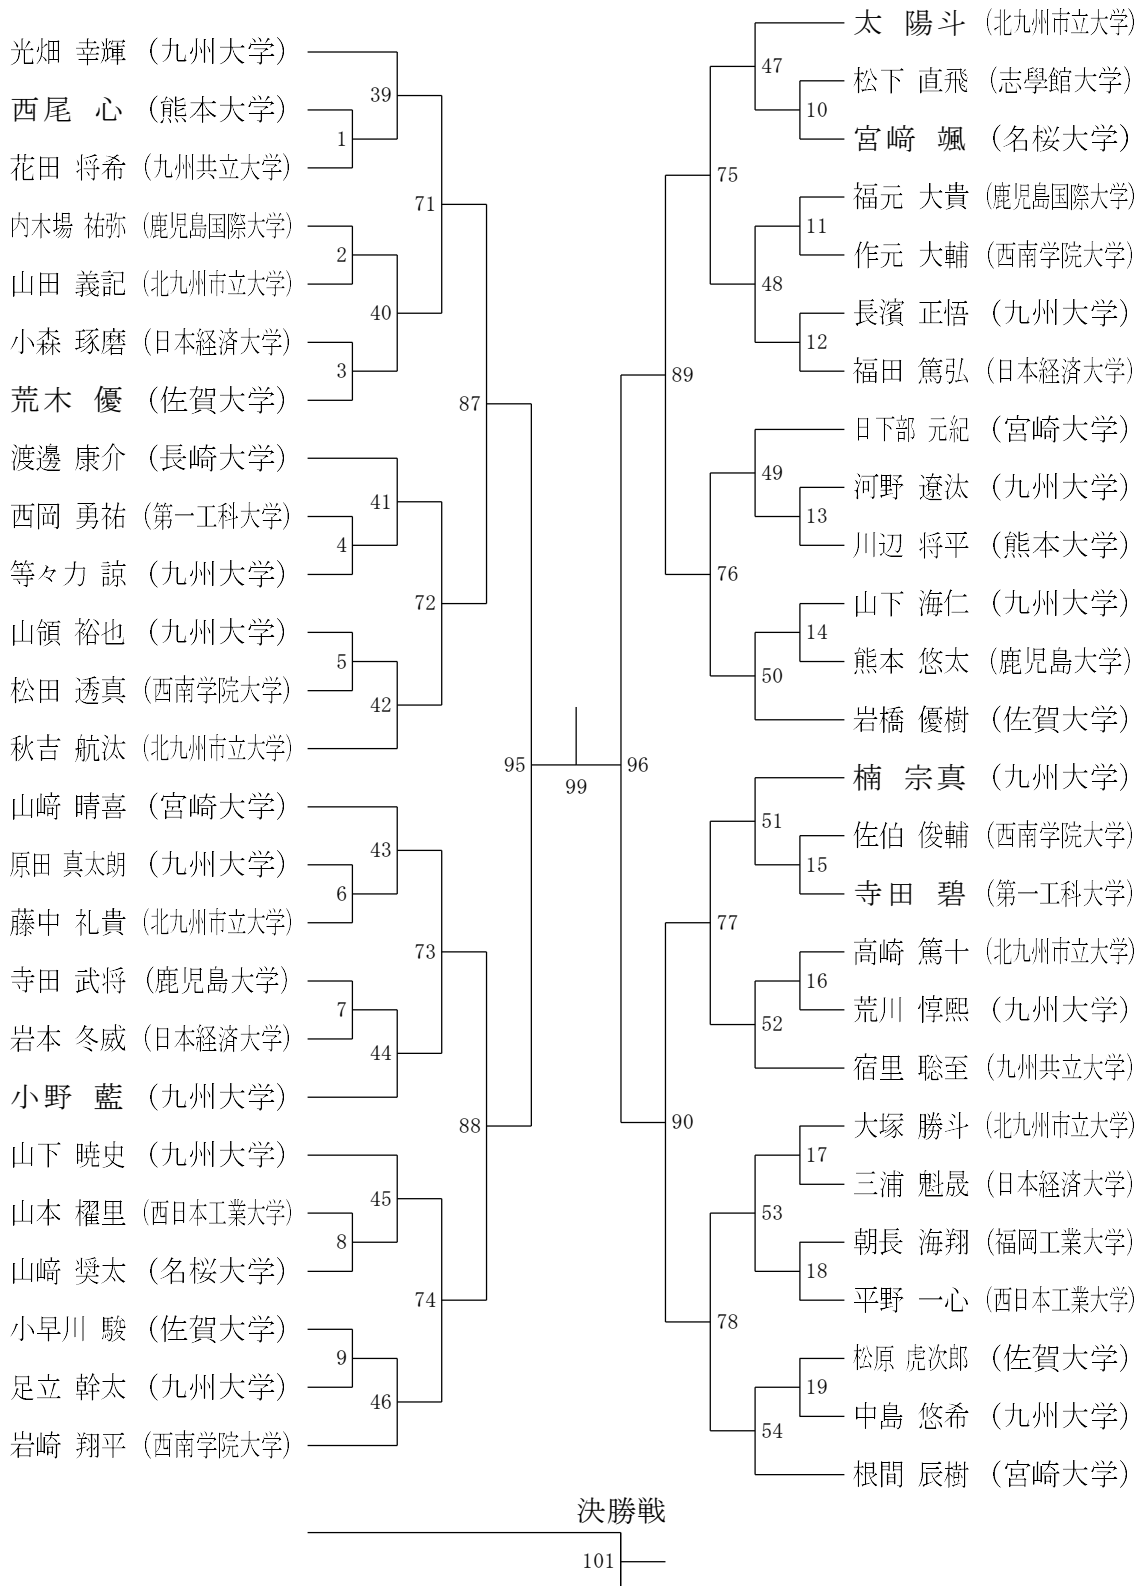 光畑 幸輝 (九州大学)
西尾 心 (熊本大学)
花田 将希 (九州共立大学)
内木場 祐弥 (鹿児島国際大学)
山田 義記 (北九州市立大学)
小森 琢磨 (日本経済大学)
荒木 優 (佐賀大学)
渡邊 康介 (長崎大学)
西岡 勇祐 (第一工科大学)
等々力 諒 (九州大学)
山領 裕也 (九州大学)
松田 透真 (西南学院大学)
秋吉 航汰 (北九州市立大学)
山﨑 晴喜 (宮崎大学)
原田 真太朗 (九州大学)
藤中 礼貴 (北九州市立大学)
寺田 武将 (鹿児島大学)
岩本 冬威 (日本経済大学)
小野 藍 (九州大学)
山下 暁史 (九州大学)
山本 櫂里 (西日本工業大学)
山﨑 奨太 (名桜大学)
小早川 駿 (佐賀大学)
足立 幹太 (九州大学)
岩崎 翔平 (西南学院大学)
1
2
3
4
5
6
7
8
9
39
40
41
42
43
44
45
46
71
72
73
74
87
88
95
99
96
89
90
75
76
77
78
47
48
49
50
51
52
53
54
10
11
12
13
14
15
16
17
18
19
太 陽斗 (北九州市立大学)
松下 直飛 (志學館大学)
宮﨑 颯 (名桜大学)
福元 大貴 (鹿児島国際大学)
作元 大輔 (西南学院大学)
長濱 正悟 (九州大学)
福田 篤弘 (日本経済大学)
日下部 元紀 (宮崎大学)
河野 遼汰 (九州大学)
川辺 将平 (熊本大学)
山下 海仁 (九州大学)
熊本 悠太 (鹿児島大学)
岩橋 優樹 (佐賀大学)
楠 宗真 (九州大学)
佐伯 俊輔 (西南学院大学)
寺田 碧 (第一工科大学)
高崎 篤十 (北九州市立大学)
荒川 惇熙 (九州大学)
宿里 聡至 (九州共立大学)
大塚 勝斗 (北九州市立大学)
三浦 魁晟 (日本経済大学)
朝長 海翔 (福岡工業大学)
平野 一心 (西日本工業大学)
松原 虎次郎 (佐賀大学)
中島 悠希 (九州大学)
根間 辰樹 (宮崎大学)
決勝戦
101